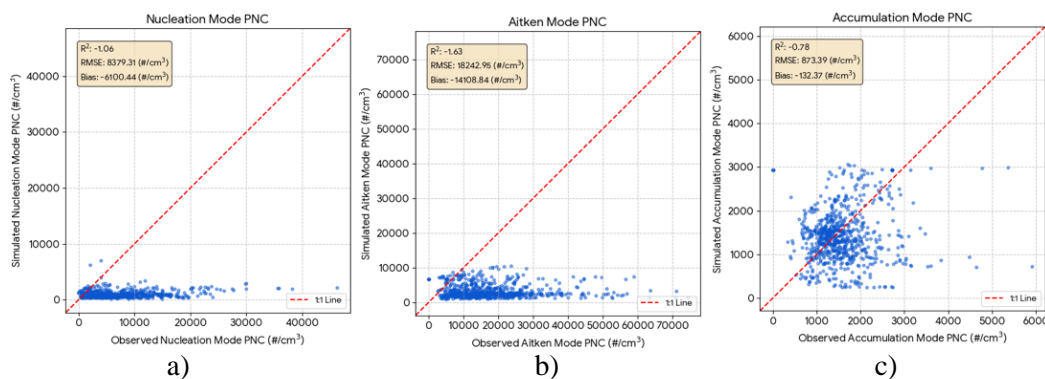 Nucleation Mode PNC
R²: -1.06
RMSE: 8379.31 (#/cm³)
Bias: -6100.44 (#/cm³)
Simulated Nucleation Mode PNC (#/cm³)
40000
30000
20000
10000
0
0 10000 20000 30000 40000
1:1 Line
Observed Nucleation Mode PNC (#/cm³)
a)
Aitken Mode PNC
R²: -1.63
RMSE: 18242.95 (#/cm³)
Bias: -14108.84 (#/cm³)
Simulated Aitken Mode PNC (#/cm³)
70000
60000
50000
40000
30000
20000
10000
0
0 10000 20000 30000 40000 50000 60000 70000
1:1 Line
Observed Aitken Mode PNC (#/cm³)
b)
Accumulation Mode PNC
R²: -0.78
RMSE: 873.39 (#/cm³)
Bias: -132.37 (#/cm³)
Simulated Accumulation Mode PNC (#/cm³)
6000
5000
4000
3000
2000
1000
0
0 1000 2000 3000 4000 5000 6000
1:1 Line
Observed Accumulation Mode PNC (#/cm³)
c)